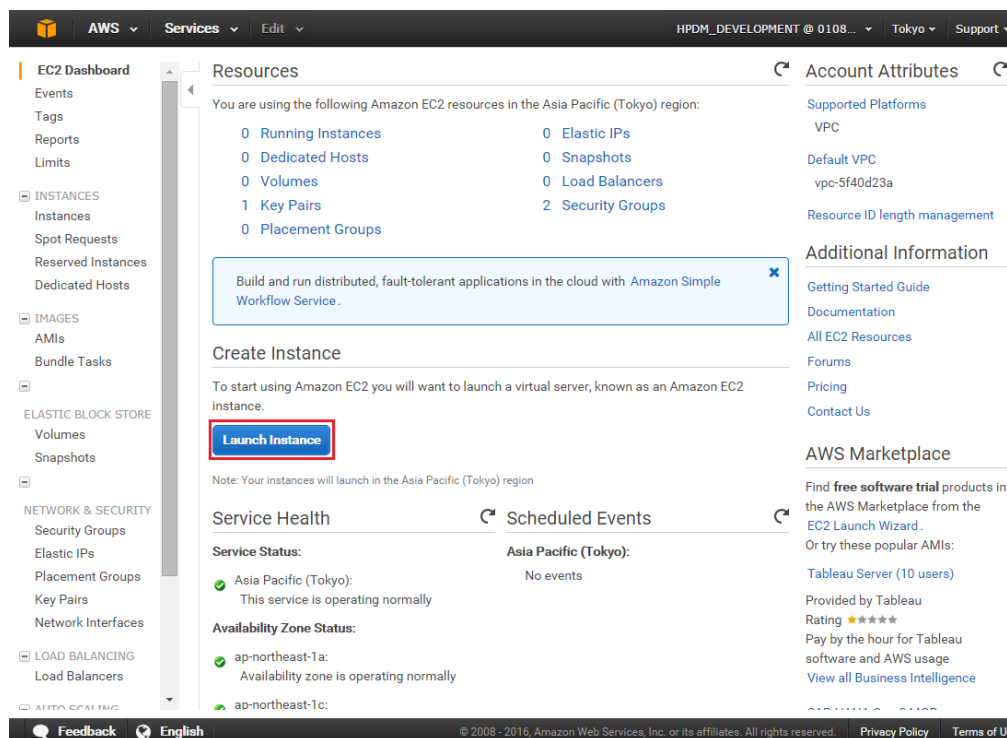 AWS Services Edit HPDM_DEVELOPMENT @ 0108... Tokyo Support
EC2 Dashboard
Events
Tags
Reports
Limits
INSTANCES
Instances
Spot Requests
Reserved Instances
Dedicated Hosts
IMAGES
AMIs
Bundle Tasks
ELASTIC BLOCK STORE
Volumes
Snapshots
NETWORK & SECURITY
Security Groups
Elastic IPs
Placement Groups
Key Pairs
Network Interfaces
LOAD BALANCING
Load Balancers
AUTO SCALING
Resources
You are using the following Amazon EC2 resources in the Asia Pacific (Tokyo) region:
0 Running Instances
0 Dedicated Hosts
0 Volumes
1 Key Pairs
0 Placement Groups
0 Elastic IPs
0 Snapshots
0 Load Balancers
2 Security Groups
Build and run distributed, fault-tolerant applications in the cloud with Amazon Simple
Workflow Service.
Create Instance
To start using Amazon EC2 you will want to launch a virtual server, known as an Amazon EC2
instance.
Launch Instance
Note: Your instances will launch in the Asia Pacific (Tokyo) region
Service Health
Service Status:
Asia Pacific (Tokyo):
This service is operating normally
Availability Zone Status:
ap-northeast-1a:
Availability zone is operating normally
ap-northeast-1c:
Scheduled Events
Asia Pacific (Tokyo):
No events
Account Attributes
Supported Platforms
VPC
Default VPC
vpc-5f40d23a
Resource ID length management
Additional Information
Getting Started Guide
Documentation
All EC2 Resources
Forums
Pricing
Contact Us
AWS Marketplace
Find free software trial products in
the AWS Marketplace from the
EC2 Launch Wizard.
Or try these popular AMIs:
Tableau Server (10 users)
Provided by Tableau
Rating
Pay by the hour for Tableau
software and AWS usage
View all Business Intelligence
Feedback English © 2008 - 2016, Amazon Web Services, Inc. or its affiliates. All rights reserved. Privacy Policy Terms of U